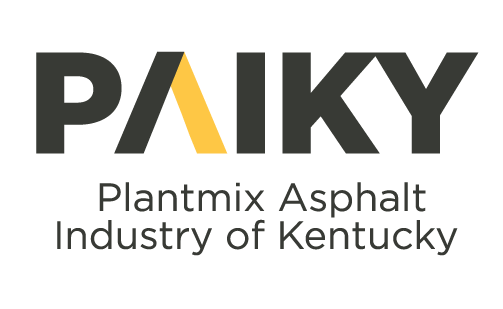 PAIKY
Plantmix Asphalt
Industry of Kentucky